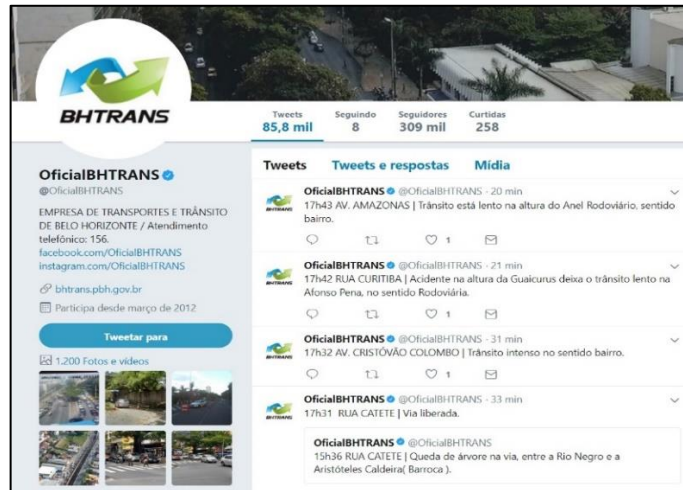 BHTRANS
Tweets Seguindo Seguidores Curtidas
85,8 mil 8 309 mil 258
OficialBHTRANS
@OficialBHTRANS
EMPRESA DE TRANSPORTES E TRÂNSITO
DE BELO HORIZONTE / Atendimento
telefônico: 156.
facebook.com/OficialBHTRANS
instagram.com/OficialBHTRANS
bhtrans.pbh.gov.br
Participa desde março de 2012
Tweetar para
1.200 Fotos e vídeos
Tweets Tweets e respostas Mídia
OficialBHTRANS @OficialBHTRANS · 20 min
17h43 AV. AMAZONAS | Trânsito está lento na altura do Anel Rodoviário, sentido
bairro.
1
OficialBHTRANS @OficialBHTRANS · 21 min
17h42 RUA CURITIBA | Acidente na altura da Guaicurus deixa o trânsito lento na
Afonso Pena, no sentido Rodoviária.
1
OficialBHTRANS @OficialBHTRANS · 31 min
17h32 AV. CRISTÓVÃO COLOMBO | Trânsito intenso no sentido bairro.
1
OficialBHTRANS @OficialBHTRANS · 33 min
17h31 RUA CATETE | Via liberada.
OficialBHTRANS @OficialBHTRANS
15h36 RUA CATETE | Queda de árvore na via, entre a Rio Negro e a
Aristóteles Caldeira( Barroca ).